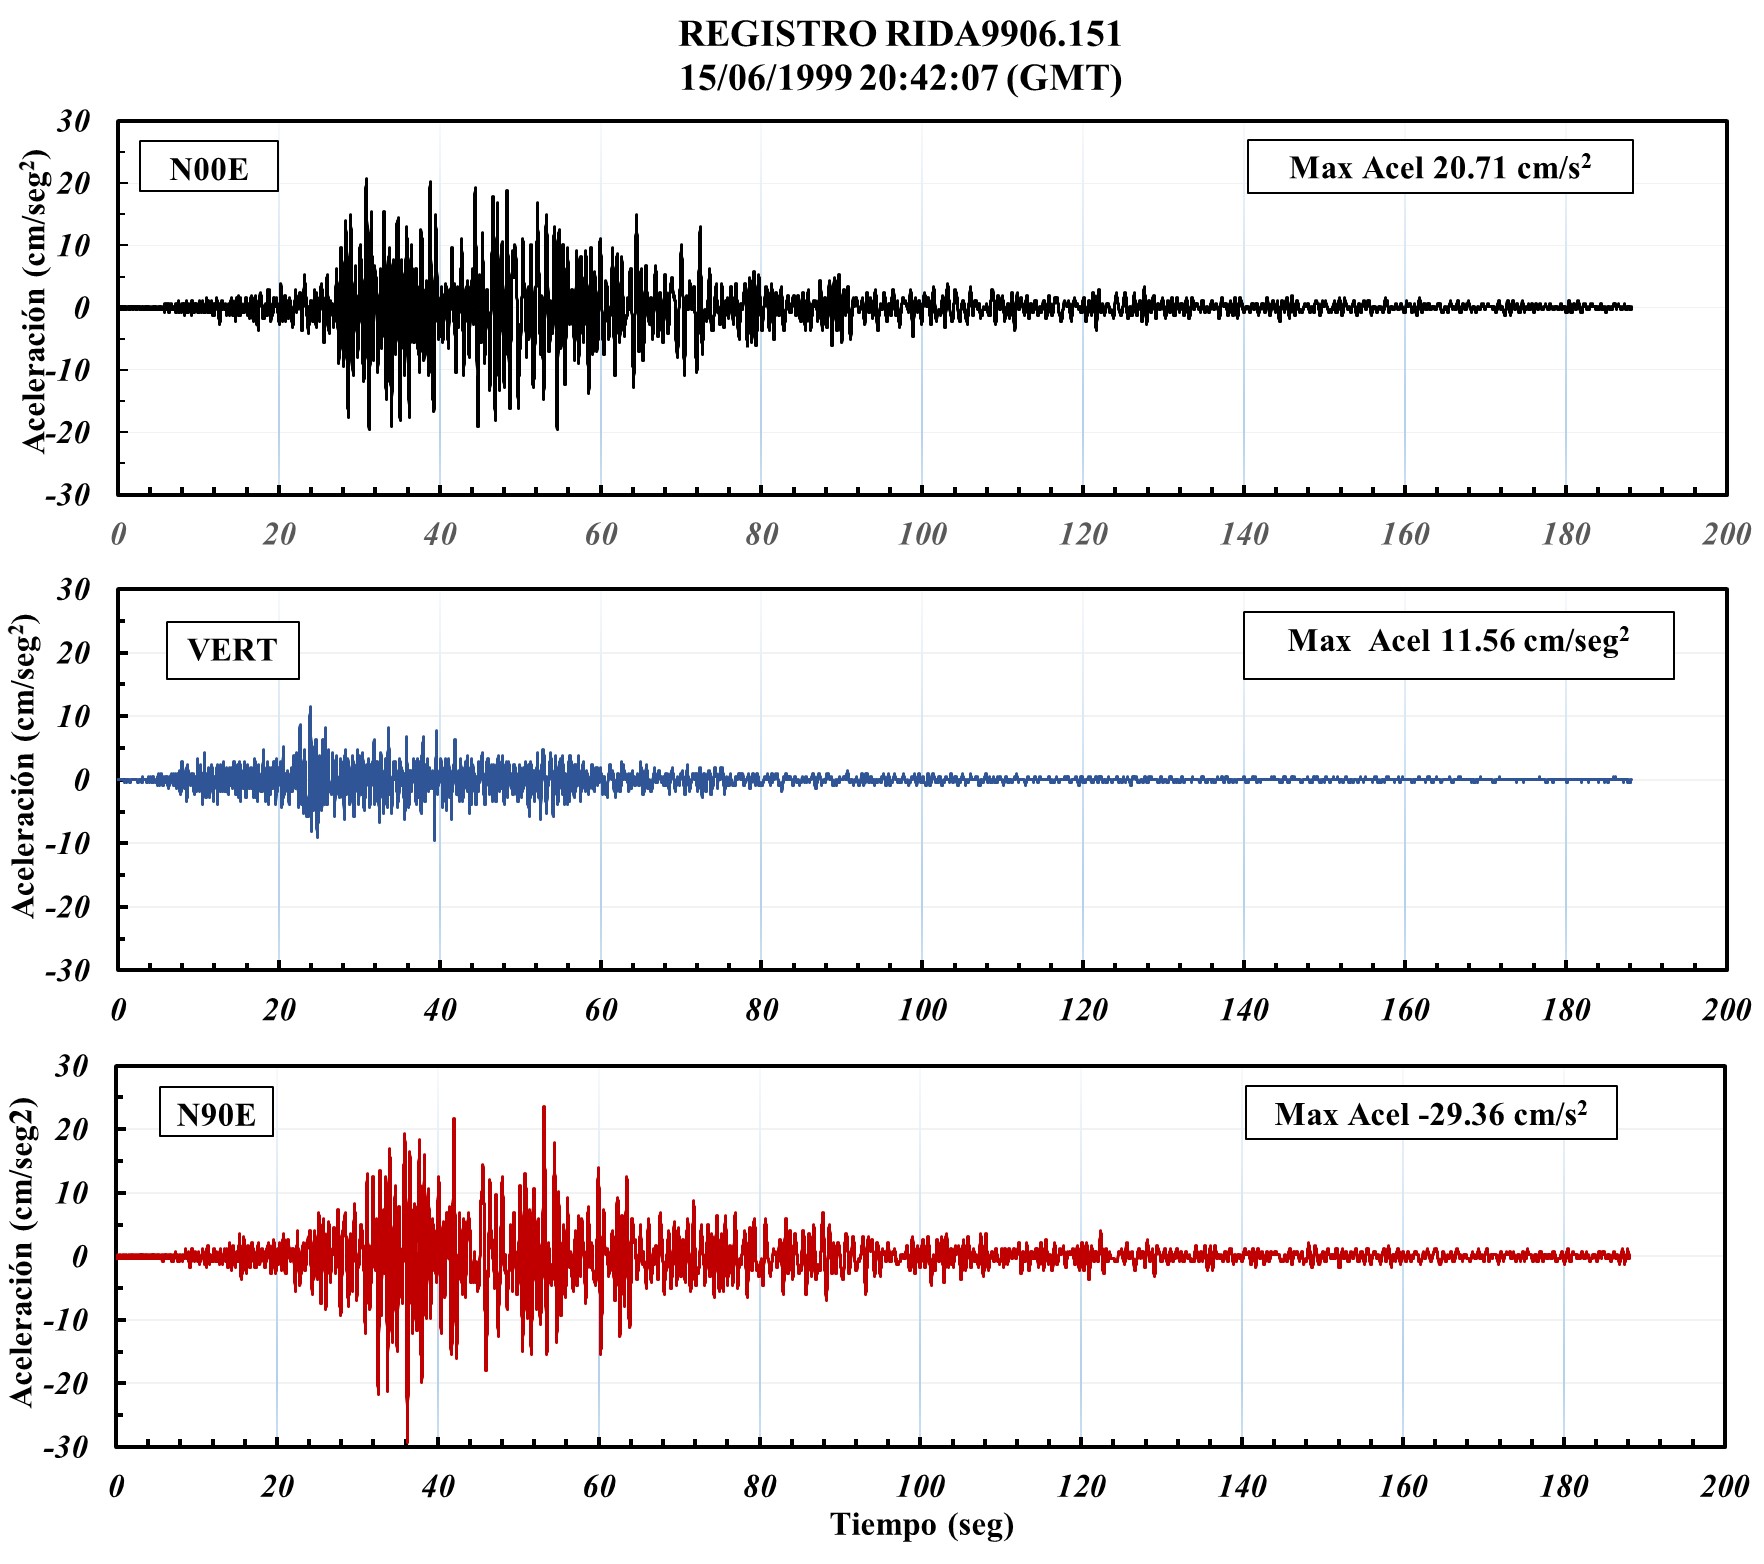 REGISTRO RIDA9906.151
15/06/1999 20:42:07 (GMT)
Aceleración (cm/seg²)
30
20
10
0
-10
-20
-30
N00E
Max Acel 20.71 cm/s²
0 20 40 60 80 100 120 140 160 180 200
Aceleración (cm/seg²)
30
20
10
0
-10
-20
-30
VERT
Max Acel 11.56 cm/seg²
0 20 40 60 80 100 120 140 160 180 200
Aceleración (cm/seg2)
30
20
10
0
-10
-20
-30
N90E
Max Acel -29.36 cm/s²
0 20 40 60 80 100 120 140 160 180 200
Tiempo (seg)